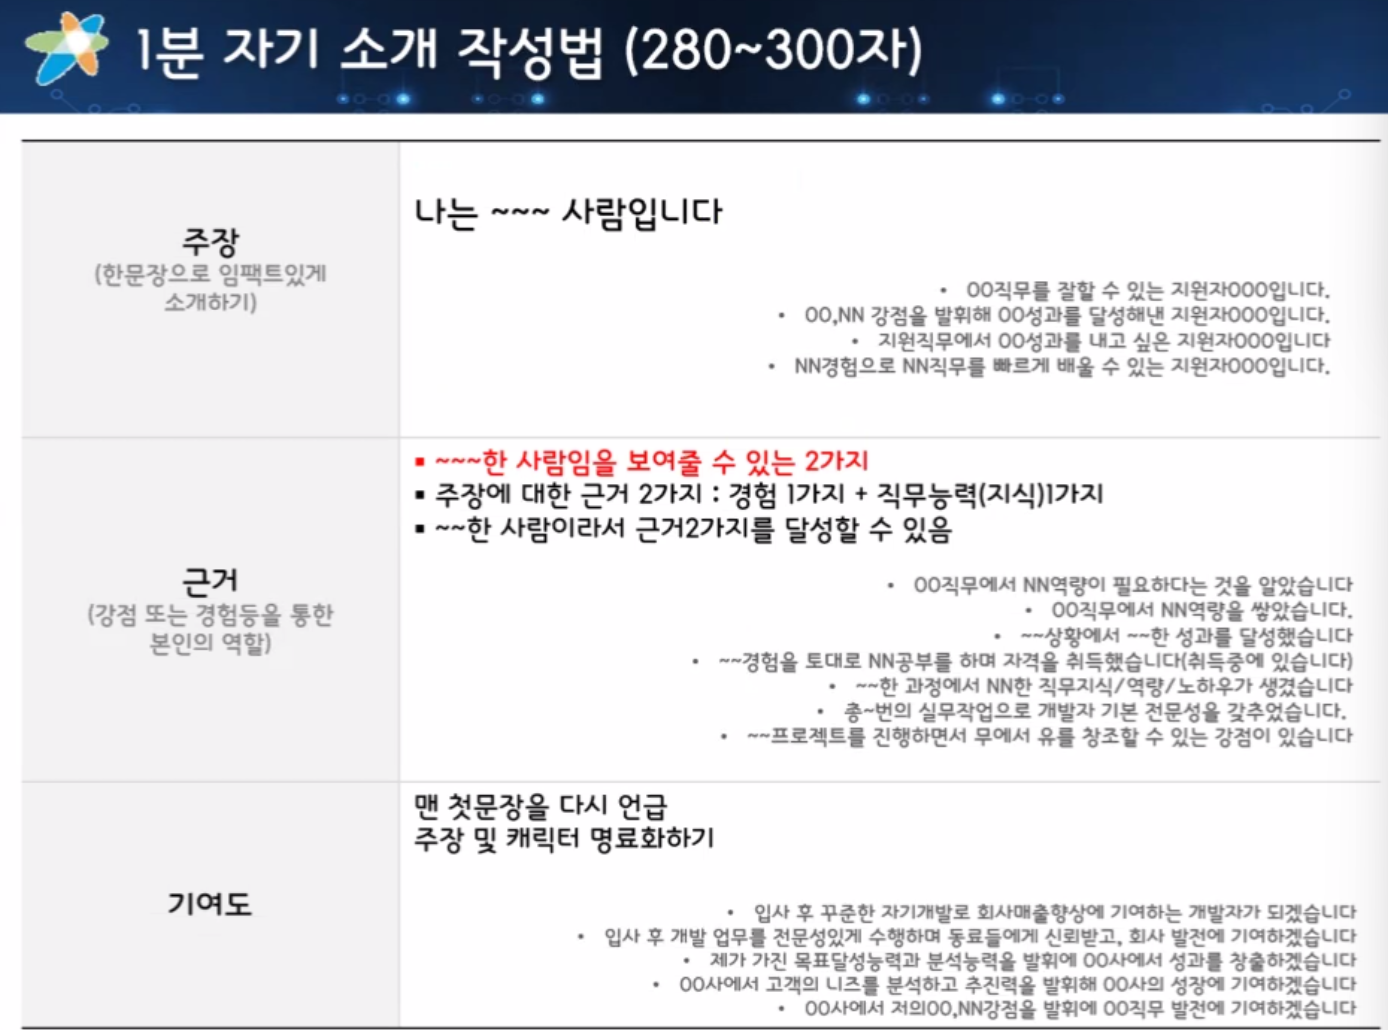 1분 자기 소개 작성법 (280~300자)
주장
(한문장으로 임팩트있게
소개하기)
나는 ~~~ 사람입니다
• OO직무를 잘할 수 있는 지원자OOO입니다.
• OO,NN 강점을 발휘해 OO성과를 달성해낸 지원자OOO입니다.
• 지원직무에서 OO성과를 내고 싶은 지원자OOO입니다
• NN경험으로 NN직무를 빠르게 배울 수 있는 지원자OOO입니다.
근거
(강점 또는 경험등을 통한
본인의 역할)
▪ ~~~한 사람임을 보여줄 수 있는 2가지
▪ 주장에 대한 근거 2가지 : 경험 1가지 + 직무능력(지식)1가지
▪ ~~한 사람이라서 근거2가지를 달성할 수 있음
• OO직무에서 NN역량이 필요하다는 것을 알았습니다
• OO직무에서 NN역량을 쌓았습니다.
• ~~상황에서 ~~한 성과를 달성했습니다
• ~~경험을 토대로 NN공부를 하며 자격을 취득했습니다(취득중에 있습니다)
• ~~한 과정에서 NN한 직무지식/역량/노하우가 생겼습니다
• 총~번의 실무작업으로 개발자 기본 전문성을 갖추었습니다.
• ~~프로젝트를 진행하면서 무에서 유를 창조할 수 있는 강점이 있습니다
기여도
맨 첫문장을 다시 언급
주장 및 캐릭터 명료화하기
• 입사 후 꾸준한 자기개발로 회사매출향상에 기여하는 개발자가 되겠습니다
• 입사 후 개발 업무를 전문성있게 수행하며 동료들에게 신뢰받고, 회사 발전에 기여하겠습니다
• 제가 가진 목표달성능력과 분석능력을 발휘에 OO사에서 성과를 창출하겠습니다
• OO사에서 고객의 니즈를 분석하고 추진력을 발휘해 OO사의 성장에 기여하겠습니다
• OO사에서 저의OO,NN강점을 발휘에 OO직무 발전에 기여하겠습니다